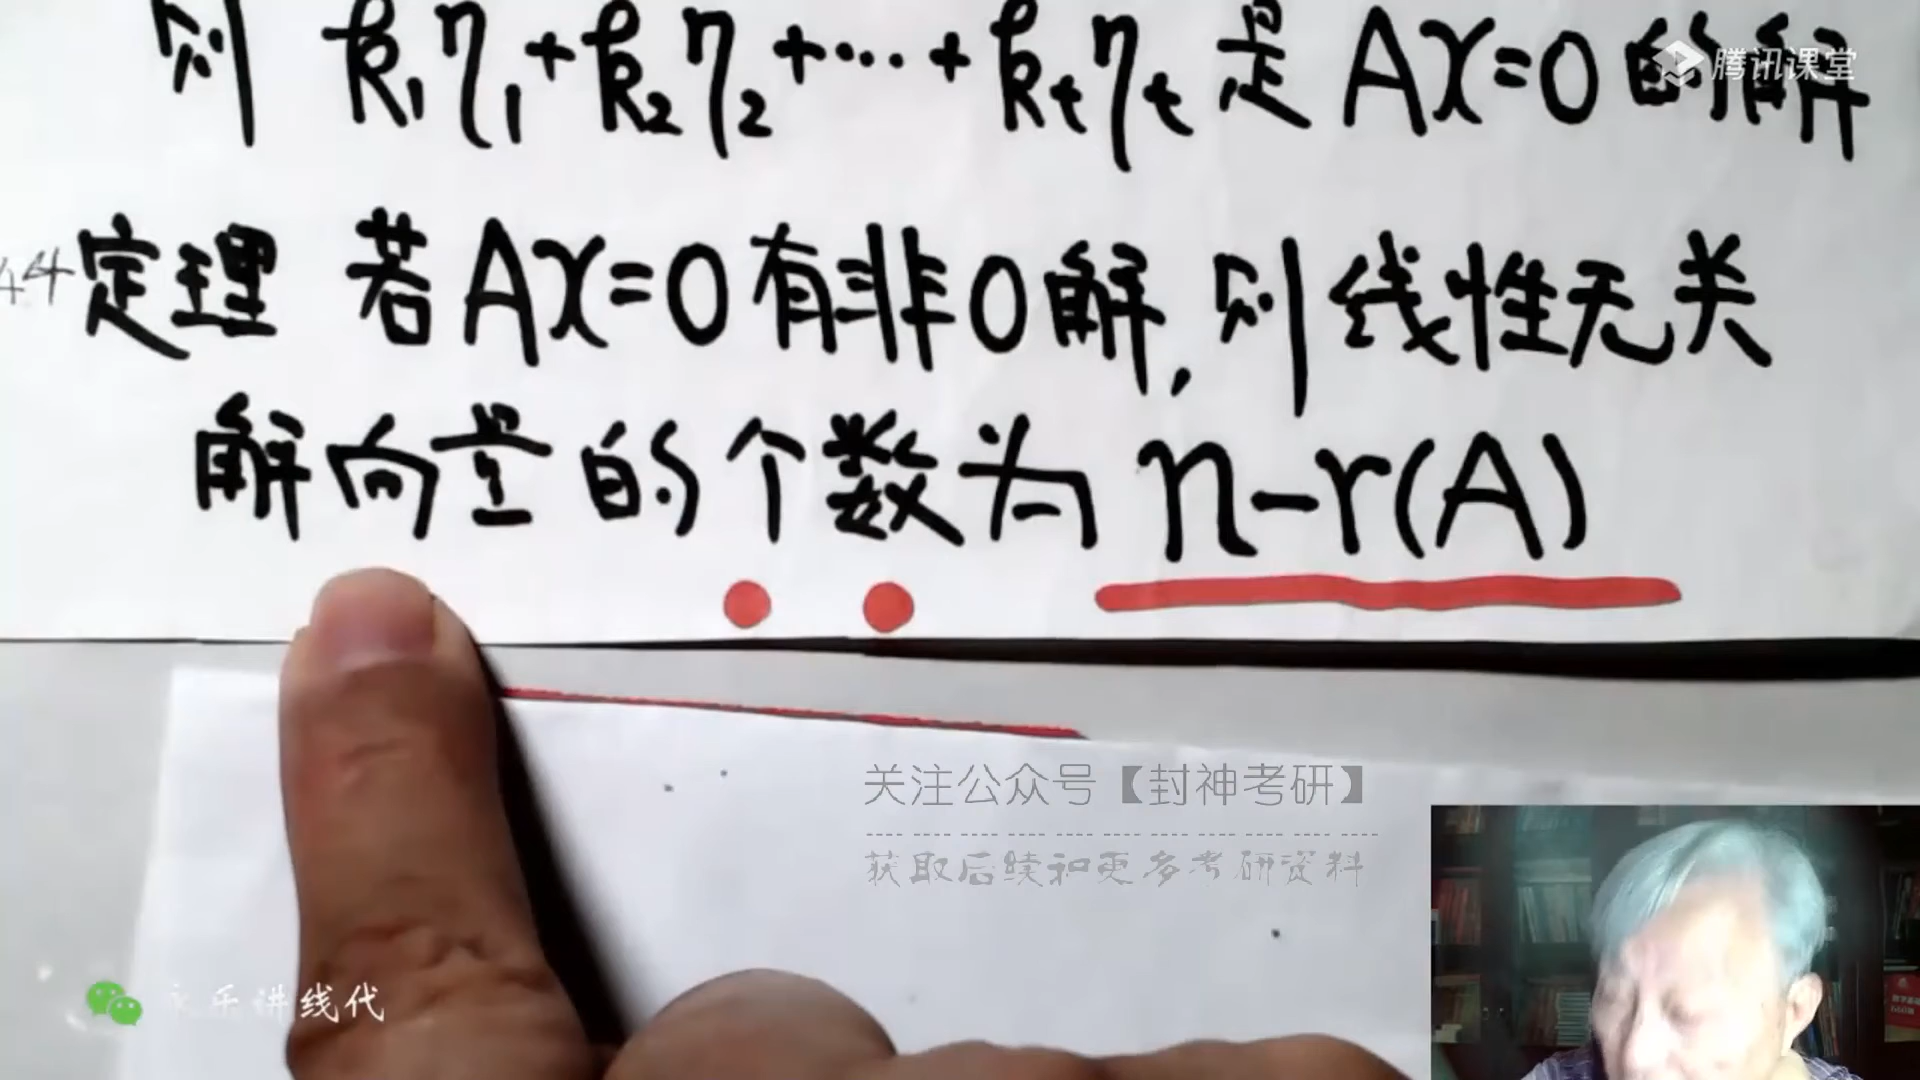 则 k₁η₁+k₂η₂+…+kₜηₜ 是 Ax=0 的解
腾讯课堂
44 定理 若Ax=0有非0解,则线性无关
解向量的个数为 n-r(A)
关注公众号【封神考研】
获取后续和更多考研资料
永乐讲线代